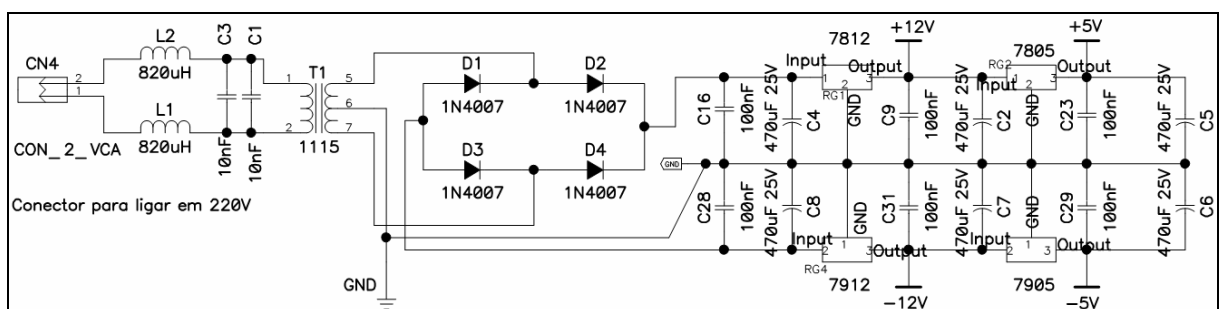 L2
820uH
CN4
2
1
L1
820uH
CON_2_VCA
Conector para ligar em 220V
C3
10nF
C1
10nF
T1
1
2
5
6
7
1115
D1
1N4007
D2
1N4007
D3
1N4007
D4
1N4007
GND
GND
C16
100nF
C28
100nF
C4
470uF 25V
C8
470uF 25V
7812
Input
Output
1
2
3
RG1
GND
+12V
C9
100nF
C31
100nF
GND
Input
Output
2
1
3
RG4
7912
-12V
C2
470uF 25V
C7
470uF 25V
7805
RG2
Input
Output
1
2
3
GND
+5V
C23
100nF
C29
100nF
GND
Input
Output
2
1
3
7905
-5V
C5
470uF 25V
C6
470uF 25V